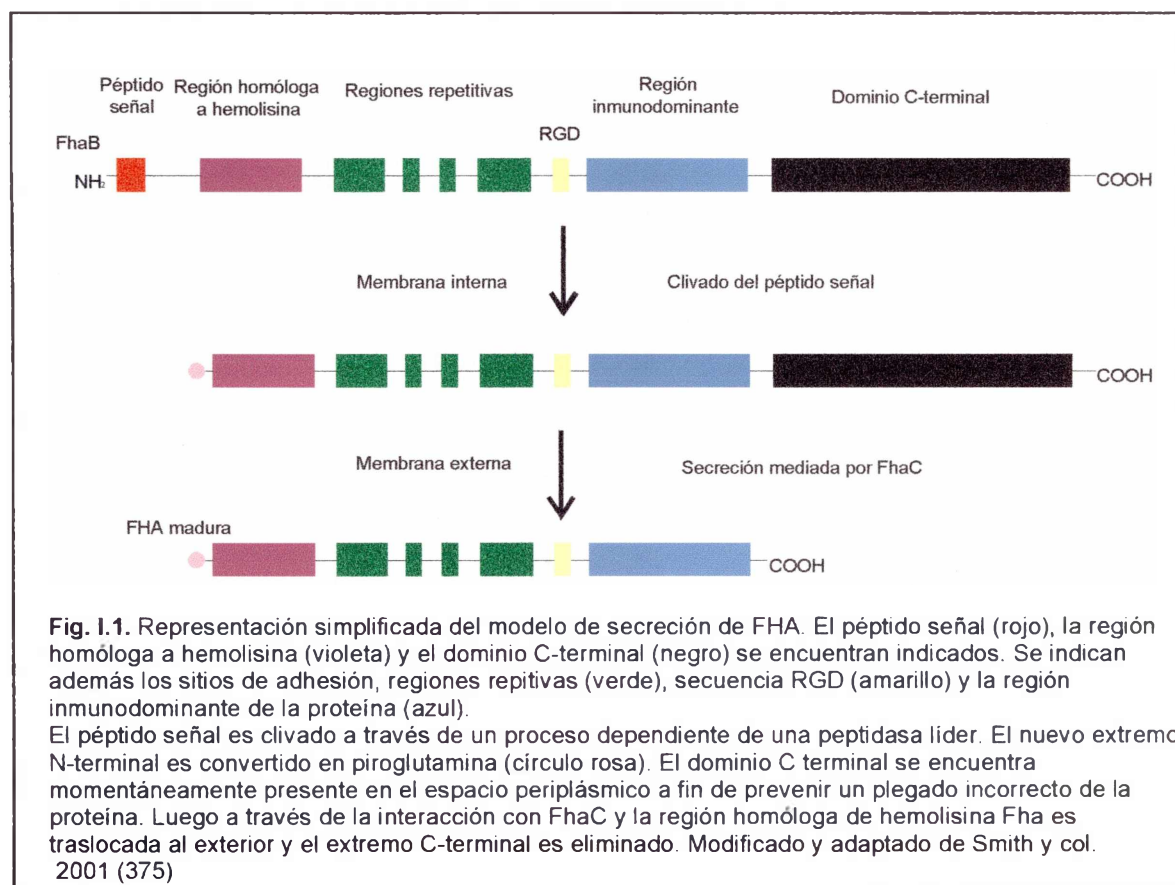 Péptido señal
Región homóloga a hemolisina
Regiones repetitivas
Región inmunodominante
Dominio C-terminal
RGD
FhaB
NH2
COOH
Membrana interna
Clivado del péptido señal
COOH
Membrana externa
Secreción mediada por FhaC
FHA madura
COOH
Fig. I.1. Representación simplificada del modelo de secreción de FHA. El péptido señal (rojo), la región
homóloga a hemolisina (violeta) y el dominio C-terminal (negro) se encuentran indicados. Se indican
además los sitios de adhesión, regiones repitivas (verde), secuencia RGD (amarillo) y la región
inmunodominante de la proteína (azul).
El péptido señal es clivado a través de un proceso dependiente de una peptidasa líder. El nuevo extremo
N-terminal es convertido en piroglutamina (círculo rosa). El dominio C terminal se encuentra
momentáneamente presente en el espacio periplásmico a fin de prevenir un plegado incorrecto de la
proteína. Luego a través de la interacción con FhaC y la región homóloga de hemolisina Fha es
traslocada al exterior y el extremo C-terminal es eliminado. Modificado y adaptado de Smith y col.
2001 (375)